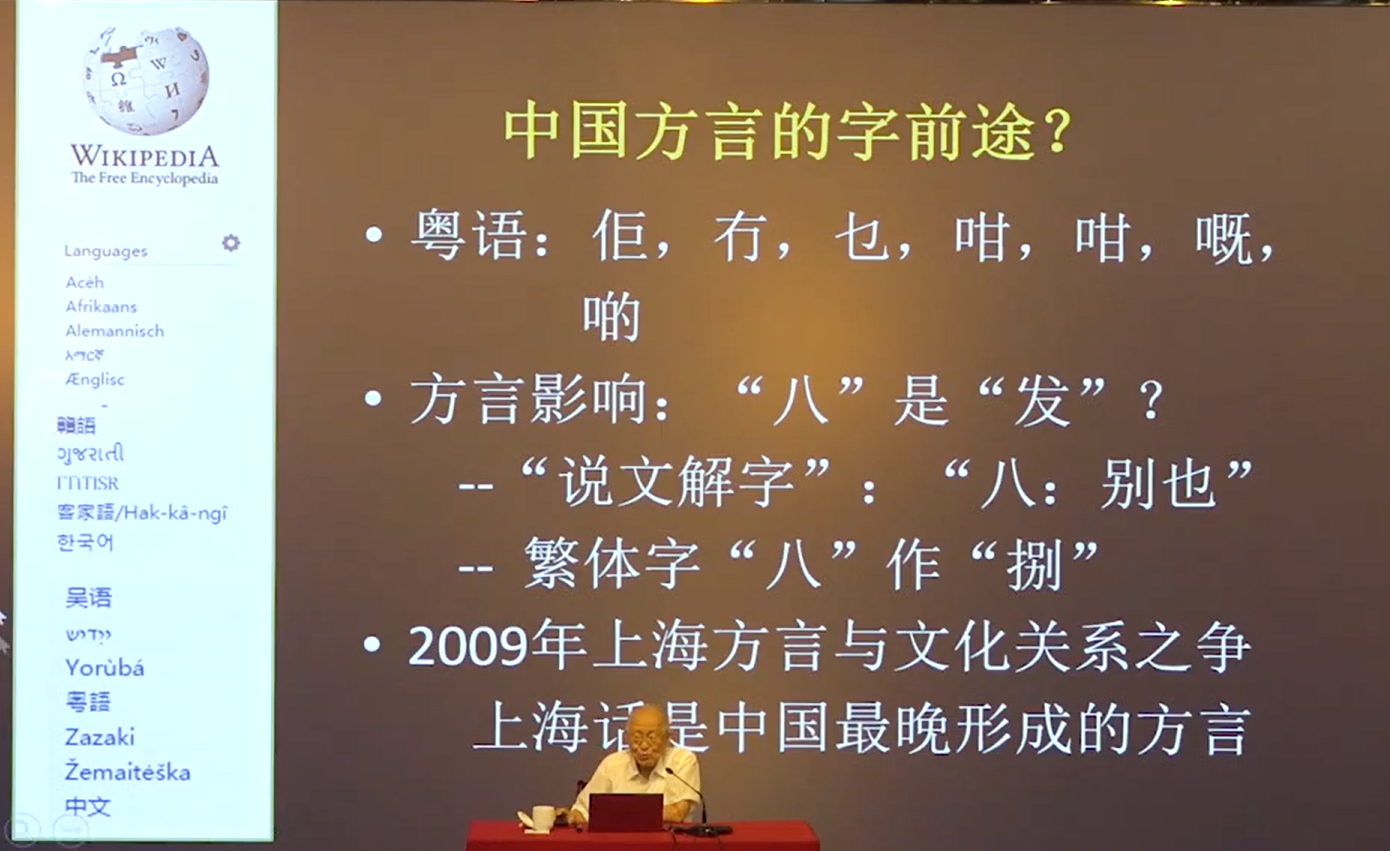 WIKIPEDIA
The Free Encyclopedia
Languages
Acèh
Afrikaans
Alemannisch
አማርኛ
Ænglisc
贛語
ગુજરાતી
客家語/Hak-kâ-ngî
한국어
吴语
ייִדיש
Yorùbá
粵語
Zazaki
Žemaitėška
中文
中国方言的字前途？
• 粤语：佢，冇，乜，咁，咁，嘅，
啲
• 方言影响：“八”是“发”？
-- “说文解字”：“八：别也”
-- 繁体字“八”作“捌”
• 2009年上海方言与文化关系之争
上海话是中国最晚形成的方言